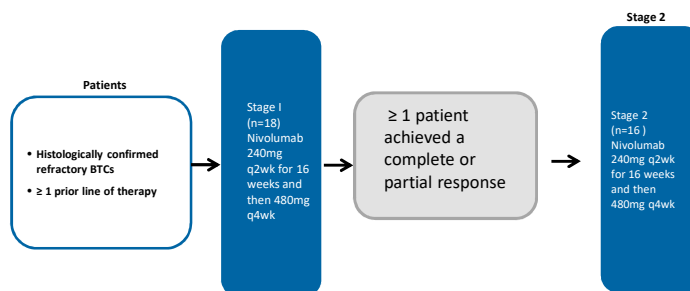 Patients
• Histologically confirmed
refractory BTCs
• ≥ 1 prior line of therapy
Stage I
(n=18)
Nivolumab
240mg
q2wk for 16
weeks and
then 480mg
q4wk
≥ 1 patient
achieved a
complete or
partial response
Stage 2
Stage 2
(n=16 )
Nivolumab
240mg q2wk
for 16 weeks
and then
480mg q4wk